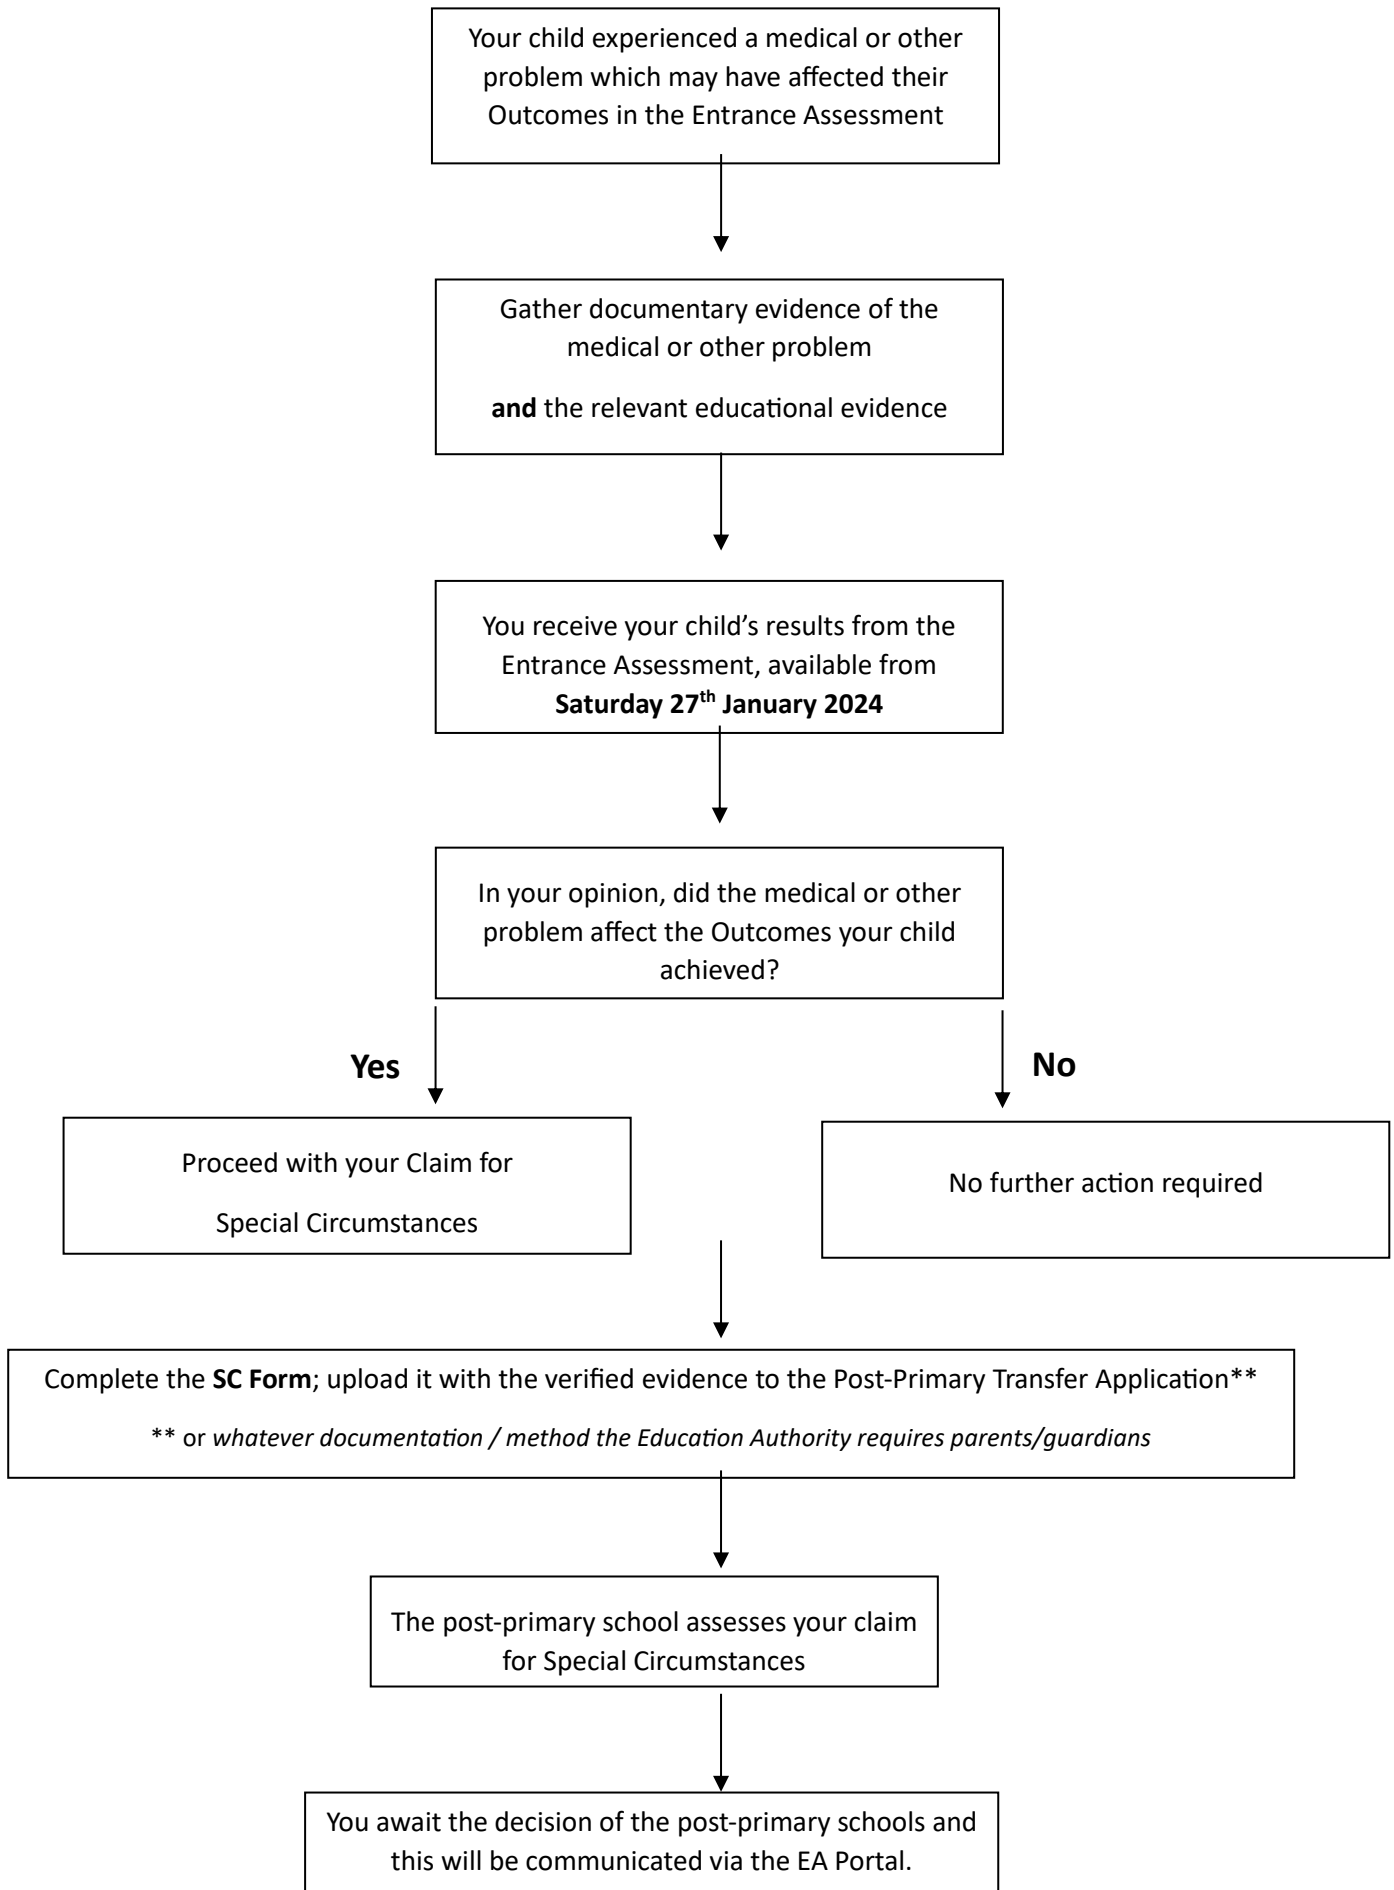 Your child experienced a medical or other
problem which may have affected their
Outcomes in the Entrance Assessment
Gather documentary evidence of the
medical or other problem
and the relevant educational evidence
You receive your child’s results from the
Entrance Assessment, available from
Saturday 27th January 2024
In your opinion, did the medical or other
problem affect the Outcomes your child
achieved?
Yes
No
Proceed with your Claim for
Special Circumstances
No further action required
Complete the SC Form; upload it with the verified evidence to the Post-Primary Transfer Application**
** or whatever documentation / method the Education Authority requires parents/guardians
The post-primary school assesses your claim
for Special Circumstances
You await the decision of the post-primary schools and
this will be communicated via the EA Portal.